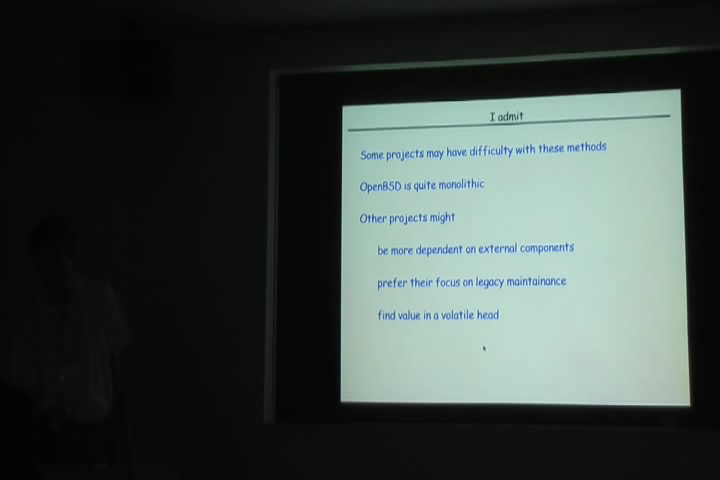 I admit
Some projects may have difficulty with these methods
OpenBSD is quite monolithic
Other projects might
be more dependent on external components
prefer their focus on legacy maintainance
find value in a volatile head